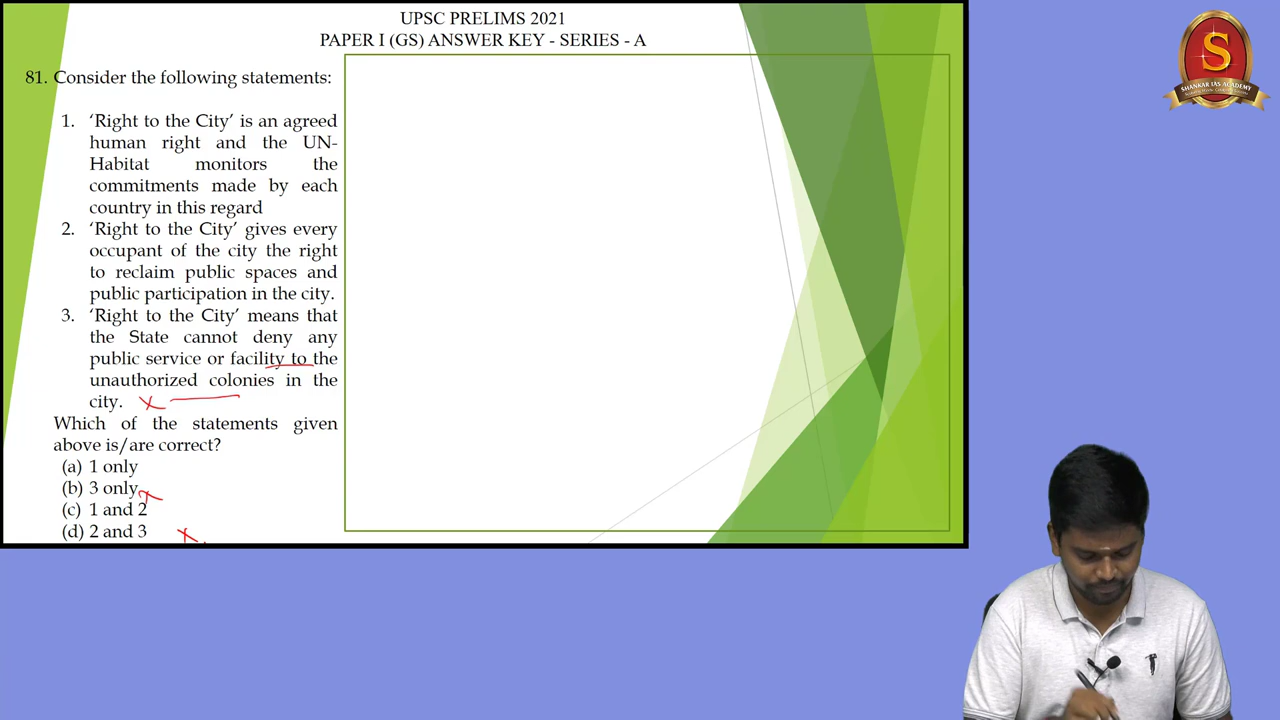 UPSC PRELIMS 2021
PAPER I (GS) ANSWER KEY - SERIES - A
81. Consider the following statements:
1. ‘Right to the City’ is an agreed
human right and the UN-
Habitat monitors the
commitments made by each
country in this regard
2. ‘Right to the City’ gives every
occupant of the city the right
to reclaim public spaces and
public participation in the city.
3. ‘Right to the City’ means that
the State cannot deny any
public service or facility to the
unauthorized colonies in the
city.
Which of the statements given
above is/are correct?
(a) 1 only
(b) 3 only
(c) 1 and 2
(d) 2 and 3
S
SHANKAR IAS ACADEMY